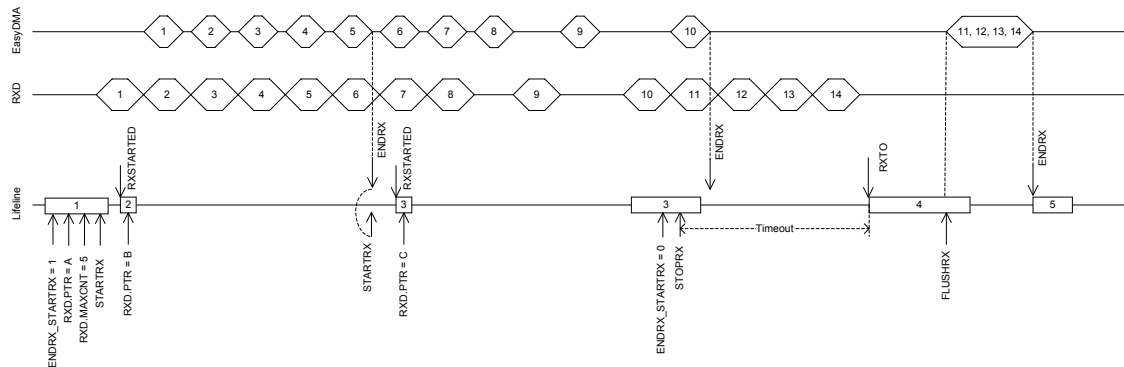 EasyDMA
1 2 3 4 5 6 7 8 9 10 11, 12, 13, 14
RXD
1 2 3 4 5 6 7 8 9 10 11 12 13 14
RXSTARTED
ENDRX
RXSTARTED
ENDRX
RXTO
ENDRX
Lifeline
1 2 3 3 4 5
Timeout
ENDRX_STARTRX = 1
RXD.PTR = A
RXD.MAXCNT = 5
STARTRX
RXD.PTR = B
STARTRX
RXD.PTR = C
ENDRX_STARTRX = 0
STOPRX
FLUSHRX